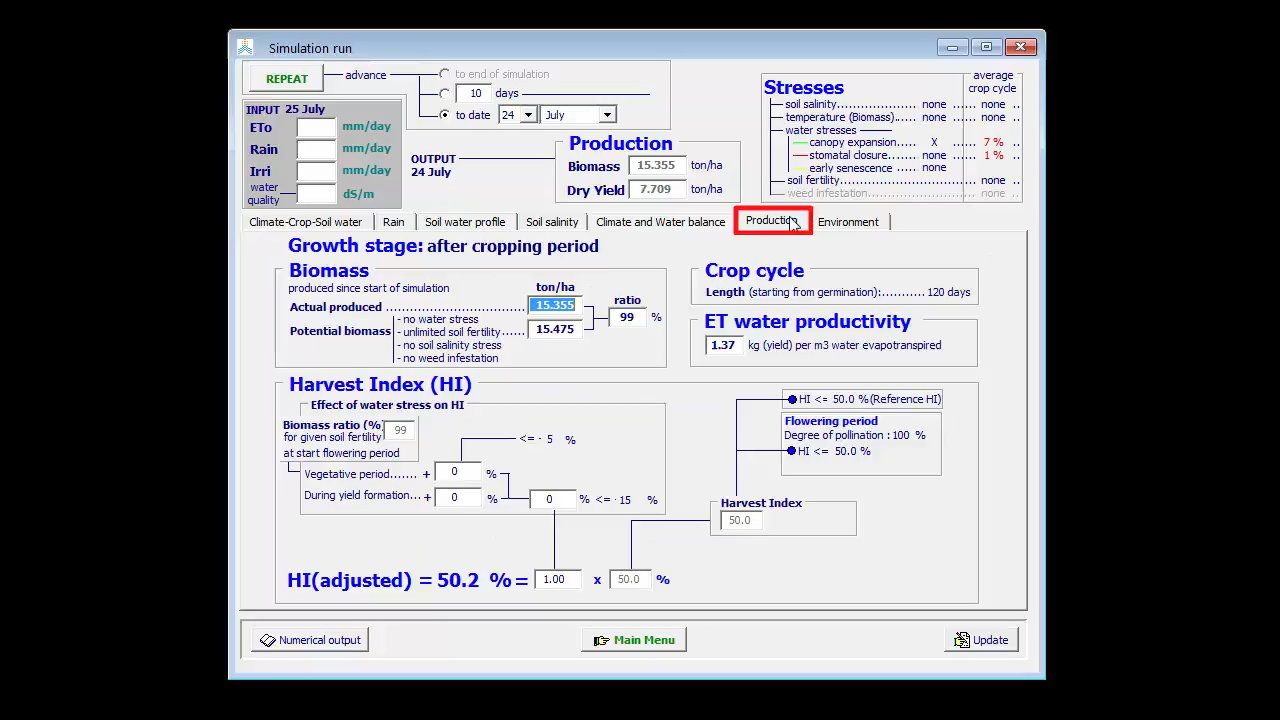 Simulation run
REPEAT
advance
to end of simulation
10 days
to date 24 July
INPUT 25 July
ETo mm/day
Rain mm/day
Irri mm/day
water quality dS/m
OUTPUT
24 July
Production
Biomass 15.355 ton/ha
Dry Yield 7.709 ton/ha
Stresses
average
crop cycle
soil salinity................... none ...... none ..
temperature (Biomass).. none ...... none ..
water stresses
canopy expansion.......... X ..... 7 % ..
stomatal closure........... none ..... 1 % ..
early senescence none
soil fertility.................... none ...... none ..
weed infestation............. none ...... none ..
Climate-Crop-Soil water
Rain
Soil water profile
Soil salinity
Climate and Water balance
Production
Environment
Growth stage: after cropping period
Biomass
produced since start of simulation
ton/ha
Actual produced 15.355
ratio
99 %
Potential biomass
- no water stress
- unlimited soil fertility...... 15.475
- no soil salinity stress
- no weed infestation
Crop cycle
Length (starting from germination):........... 120 days
ET water productivity
1.37 kg (yield) per m3 water evapotranspired
Harvest Index (HI)
Effect of water stress on HI
Biomass ratio (%) 99
for given soil fertility
at start flowering period
<= · 5 %
Vegetative period....... + 0 %
During yield formation... + 0 %
0 % <= · 15 %
HI <= 50.0 %(Reference HI)
Flowering period
Degree of pollination : 100 %
HI <= 50.0 %
Harvest Index
50.0
HI(adjusted) = 50.2 % = 1.00 x 50.0 %
Numerical output
Main Menu
Update